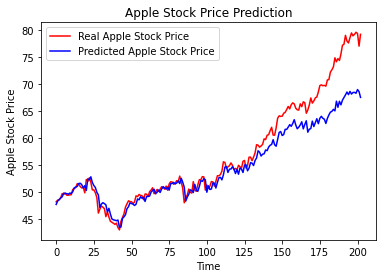 Apple Stock Price Prediction
Real Apple Stock Price
Predicted Apple Stock Price
Apple Stock Price
80
75
70
65
60
55
50
45
0 25 50 75 100 125 150 175 200
Time